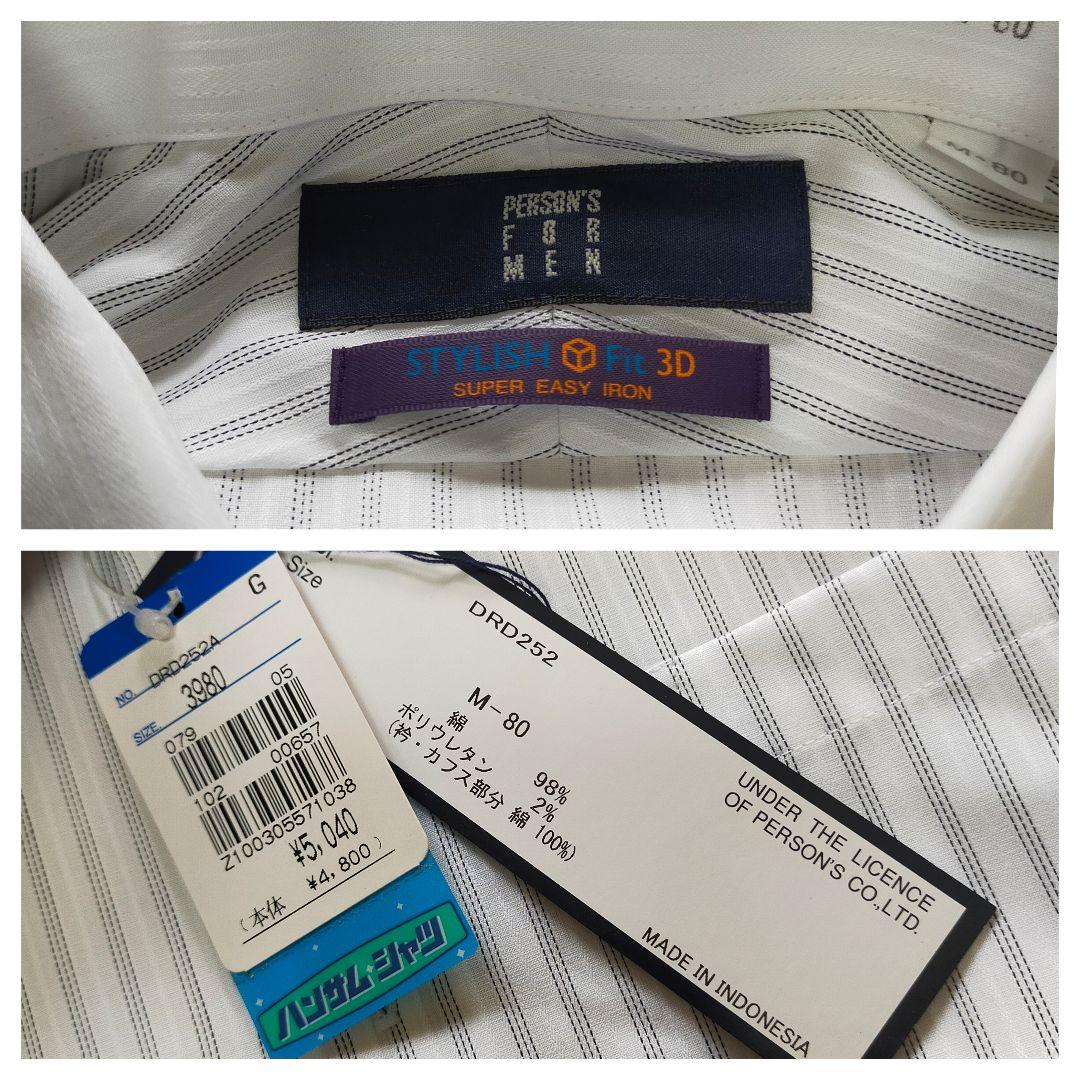 80
M-80
PERSON'S
FOR
MEN
STYLISH Fit 3D
SUPER EASY IRON
G
NO. DRD252A
SIZE. 3980
079 05
102 00657
Z100305571038
¥5,040
(本体 ¥4,800)
ハンサムシャツ
Size
DRD252
M-80
綿 98%
ポリウレタン 2%
(衿・カフス部分 綿 100%)
UNDER THE LICENCE
OF PERSON'S CO.,LTD.
MADE IN INDONESIA